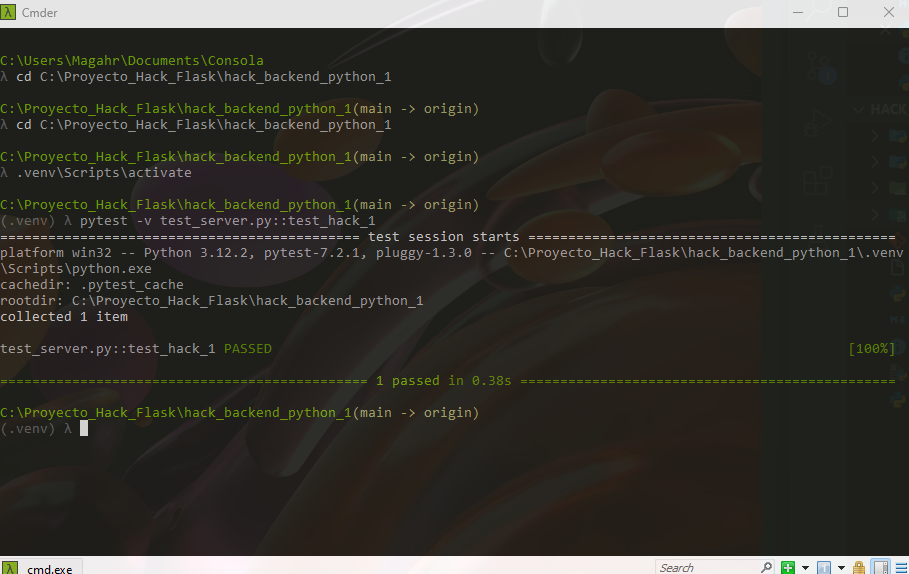 Cmder
C:\Users\Magahr\Documents\Consola
λ cd C:\Proyecto_Hack_Flask\hack_backend_python_1
C:\Proyecto_Hack_Flask\hack_backend_python_1(main -> origin)
λ cd C:\Proyecto_Hack_Flask\hack_backend_python_1
C:\Proyecto_Hack_Flask\hack_backend_python_1(main -> origin)
λ .venv\Scripts\activate
C:\Proyecto_Hack_Flask\hack_backend_python_1(main -> origin)
(.venv) λ pytest -v test_server.py::test_hack_1
============================================= test session starts ==============================================
platform win32 -- Python 3.12.2, pytest-7.2.1, pluggy-1.3.0 -- C:\Proyecto_Hack_Flask\hack_backend_python_1\.venv
\Scripts\python.exe
cachedir: .pytest_cache
rootdir: C:\Proyecto_Hack_Flask\hack_backend_python_1
collected 1 item
test_server.py::test_hack_1 PASSED [100%]
============================================== 1 passed in 0.38s ===============================================
C:\Proyecto_Hack_Flask\hack_backend_python_1(main -> origin)
(.venv) λ
HACK
λ cmd.exe
Search